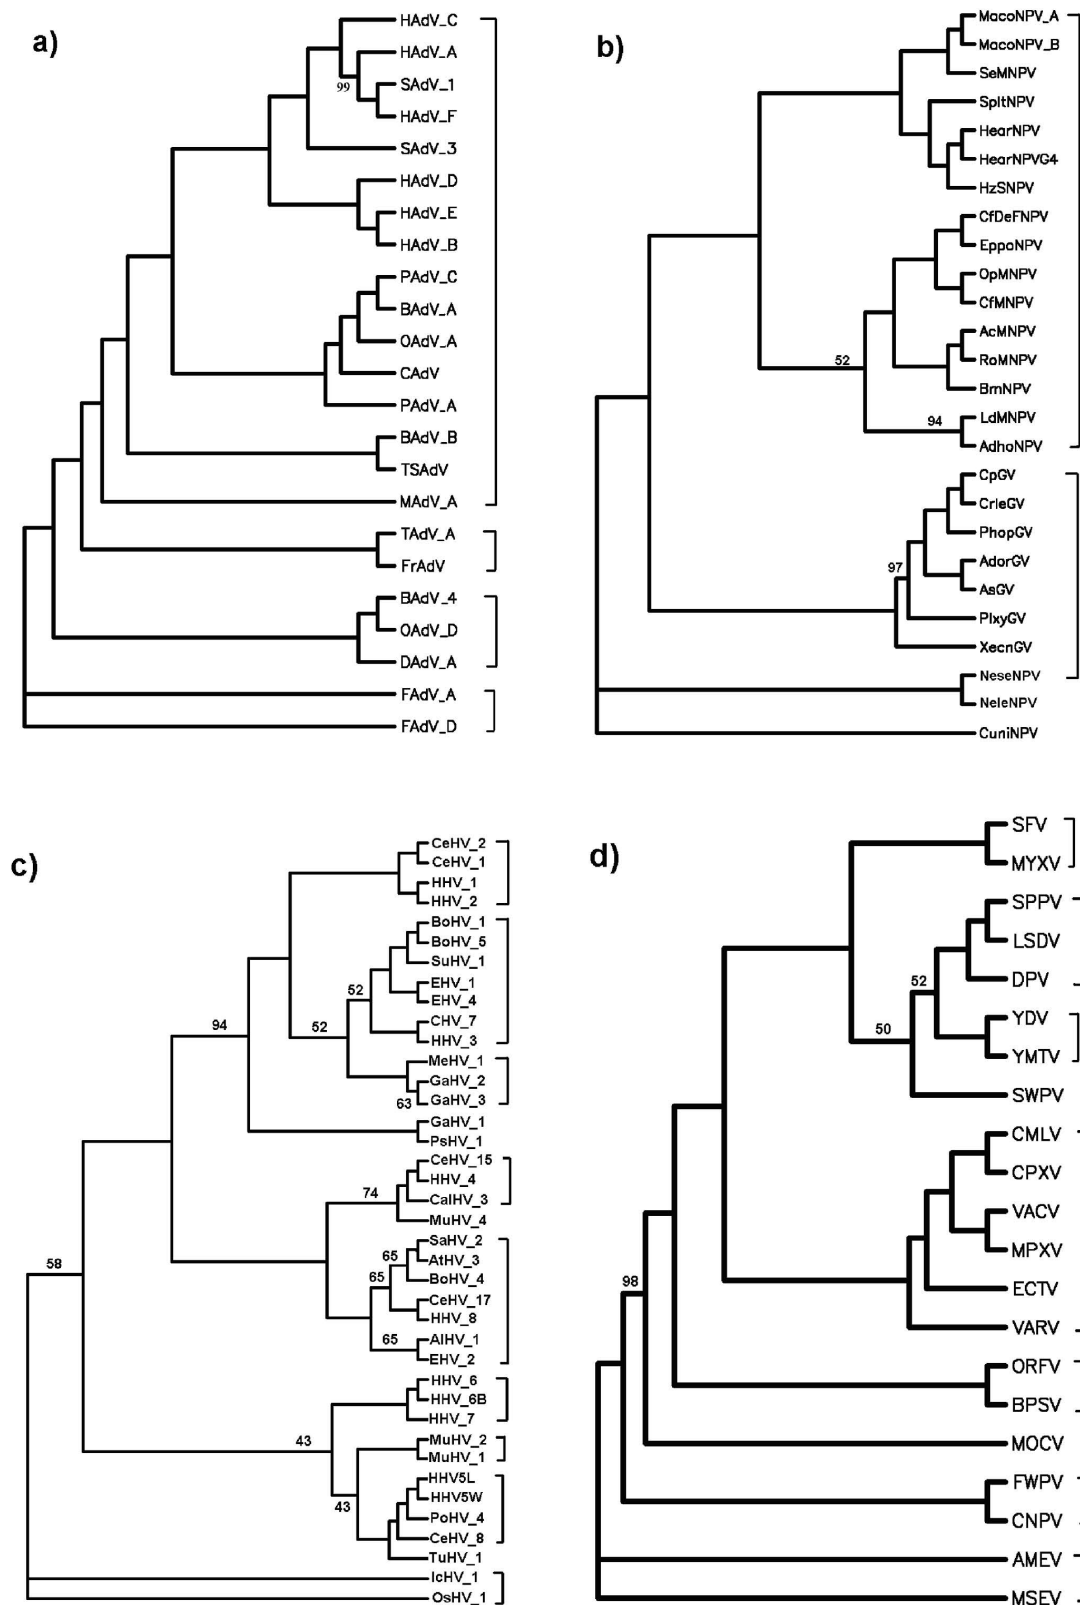 a)
HAdV_C
HAdV_A
99
SAdV_1
HAdV_F
SAdV_3
HAdV_D
HAdV_E
HAdV_B
PAdV_C
BAdV_A
OAdV_A
CAdV
PAdV_A
BAdV_B
TSAdV
MAdV_A
TAdV_A
FrAdV
BAdV_4
OAdV_D
DAdV_A
FAdV_A
FAdV_D
b)
MacoNPV_A
MacoNPV_B
SeMNPV
SpltNPV
HearNPV
HearNPVG4
HzSNPV
CfDeFNPV
EppoNPV
OpMNPV
CfMNPV
AcMNPV
52
RoMNPV
BmNPV
LdMNPV
94
AdhoNPV
CpGV
CrleGV
PhopGV
AdorGV
97
AsGV
PlxyGV
XecnGV
NeseNPV
NeleNPV
CuniNPV
c)
CeHV_2
CeHV_1
HHV_1
HHV_2
BoHV_1
BoHV_5
SuHV_1
EHV_1
52
EHV_4
CHV_7
94
52
HHV_3
MeHV_1
GaHV_2
63
GaHV_3
GaHV_1
PsHV_1
CeHV_15
HHV_4
74
CalHV_3
MuHV_4
SaHV_2
65
AtHV_3
58
65
BoHV_4
CeHV_17
HHV_8
AlHV_1
65
EHV_2
HHV_6
HHV_6B
HHV_7
43
MuHV_2
MuHV_1
HHV5L
HHV5W
43
PoHV_4
CeHV_8
TuHV_1
IcHV_1
OsHV_1
d)
SFV
MYXV
SPPV
LSDV
DPV
52
YDV
50
YMTV
SWPV
CMLV
CPXV
VACV
MPXV
98
ECTV
VARV
ORFV
BPSV
MOCV
FWPV
CNPV
AMEV
MSEV